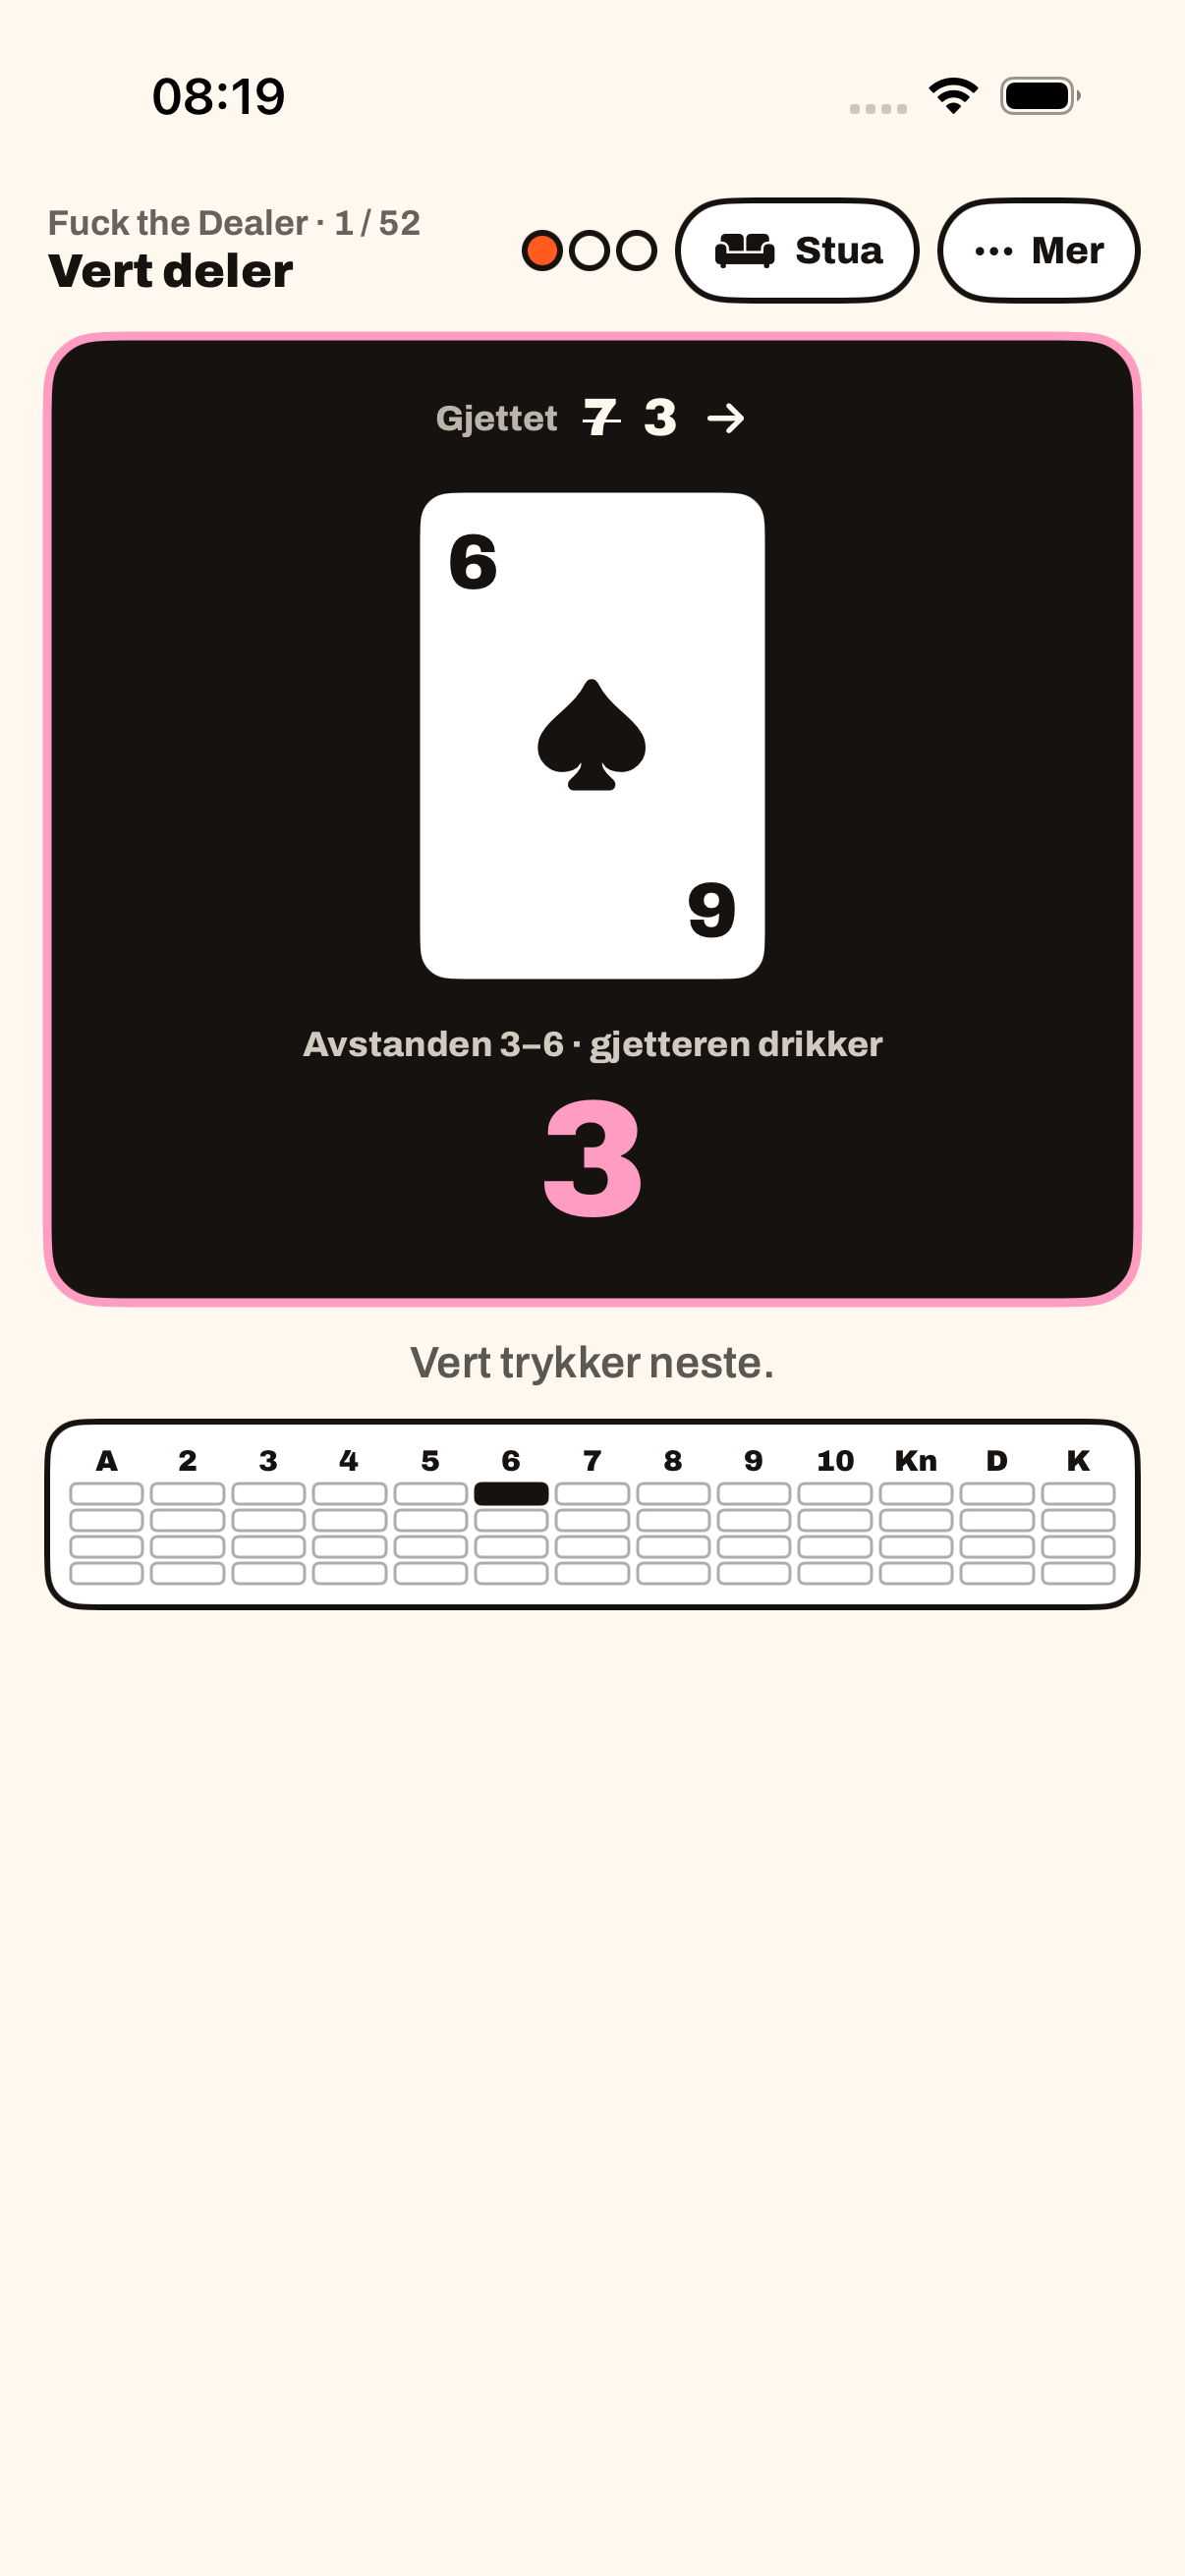 08:19
Fuck the Dealer · 1 / 52
Vert deler
Stua
Mer
Gjettet 7 3 →
6
6
Avstanden 3–6 · gjetteren drikker
3
Vert trykker neste.
A 2 3 4 5 6 7 8 9 10 Kn D K